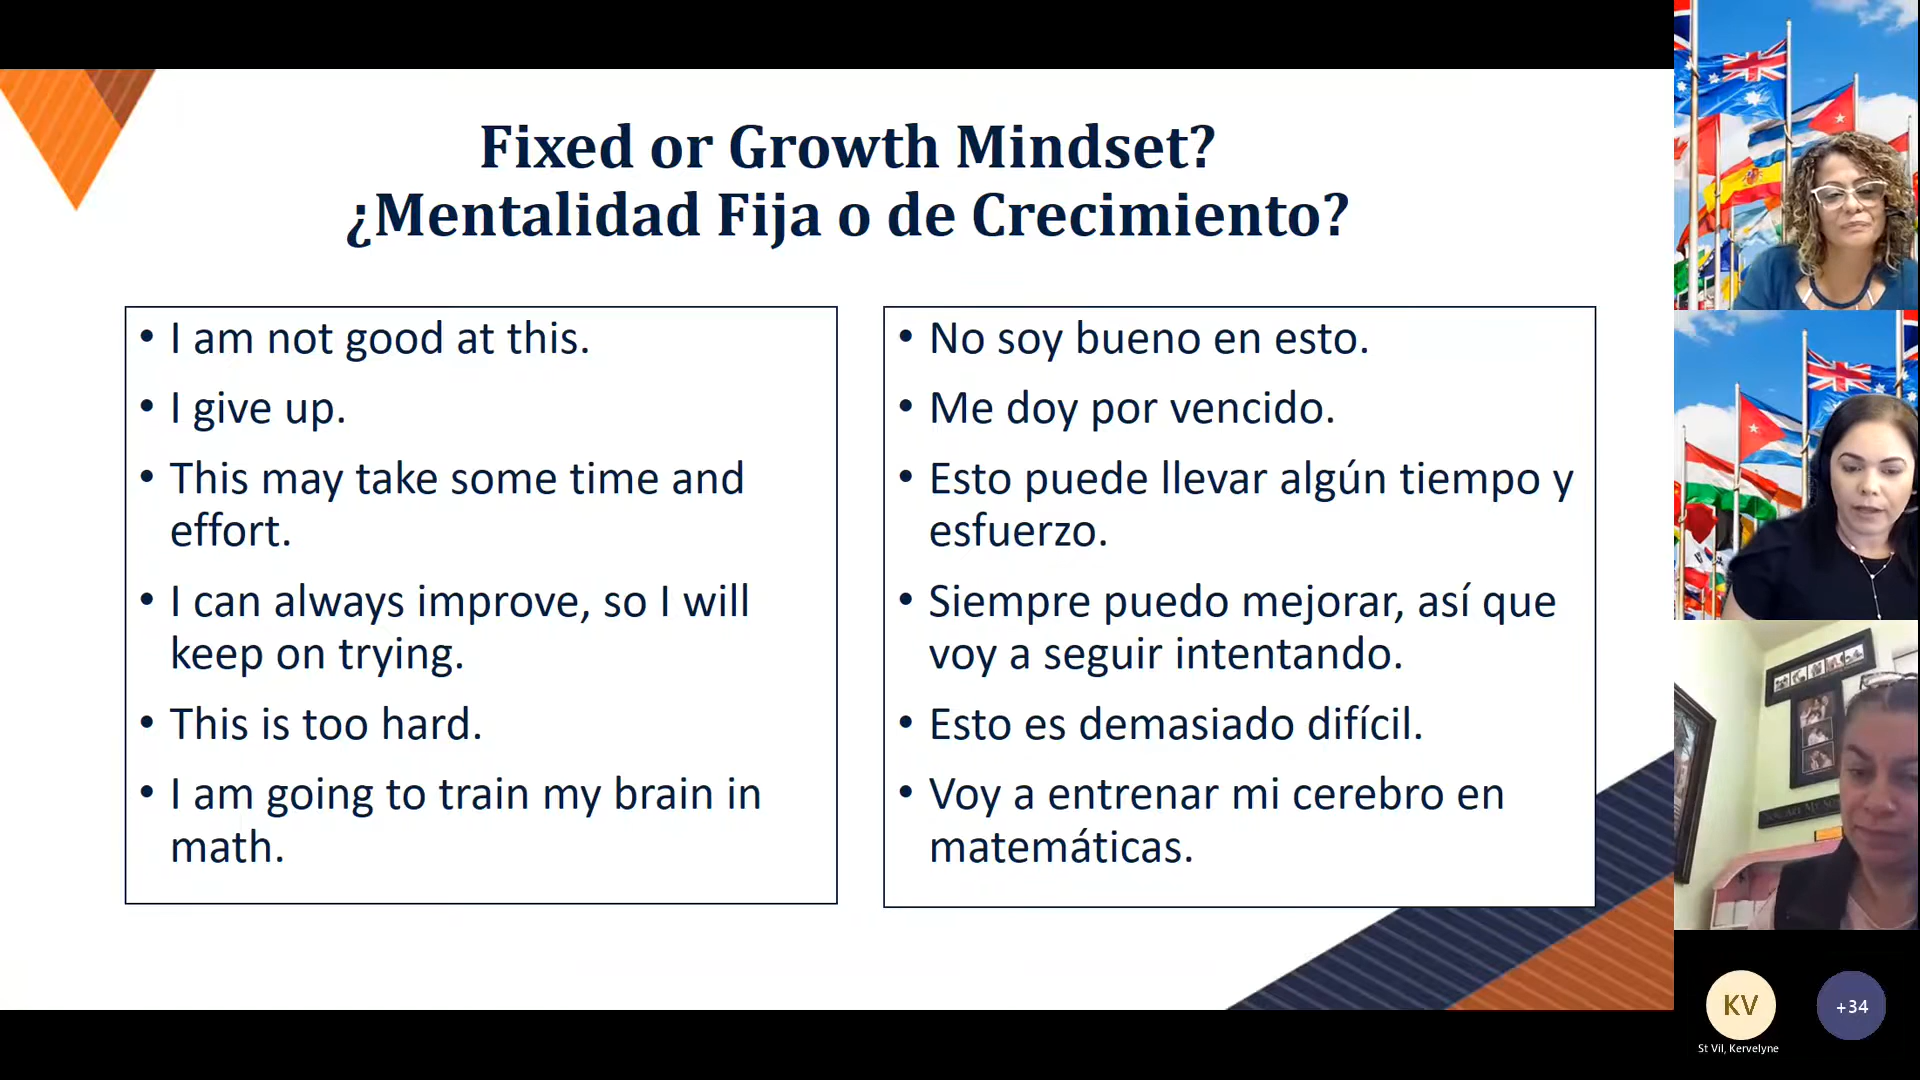 Fixed or Growth Mindset?
¿Mentalidad Fija o de Crecimiento?
• I am not good at this.
• I give up.
• This may take some time and
effort.
• I can always improve, so I will
keep on trying.
• This is too hard.
• I am going to train my brain in
math.
• No soy bueno en esto.
• Me doy por vencido.
• Esto puede llevar algún tiempo y
esfuerzo.
• Siempre puedo mejorar, así que
voy a seguir intentando.
• Esto es demasiado difícil.
• Voy a entrenar mi cerebro en
matemáticas.
KV
+34
St Vil, Kervelyne